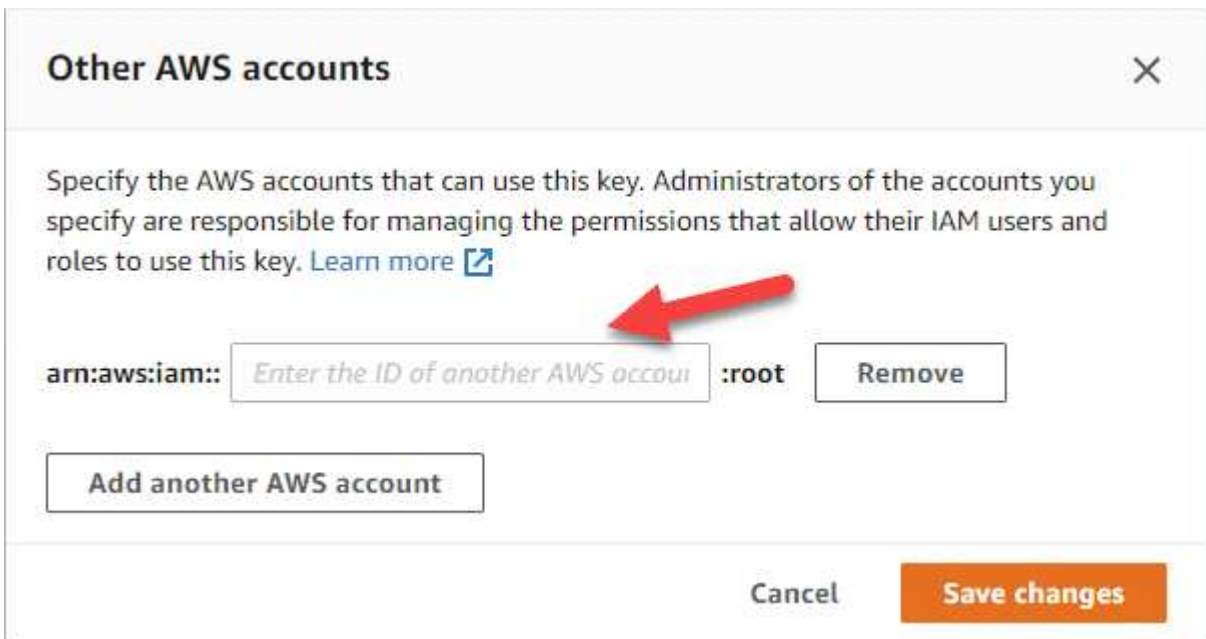 Other AWS accounts
Specify the AWS accounts that can use this key. Administrators of the accounts you
specify are responsible for managing the permissions that allow their IAM users and
roles to use this key. Learn more
arn:aws:iam:: Enter the ID of another AWS accou :root Remove
Add another AWS account
Cancel Save changes